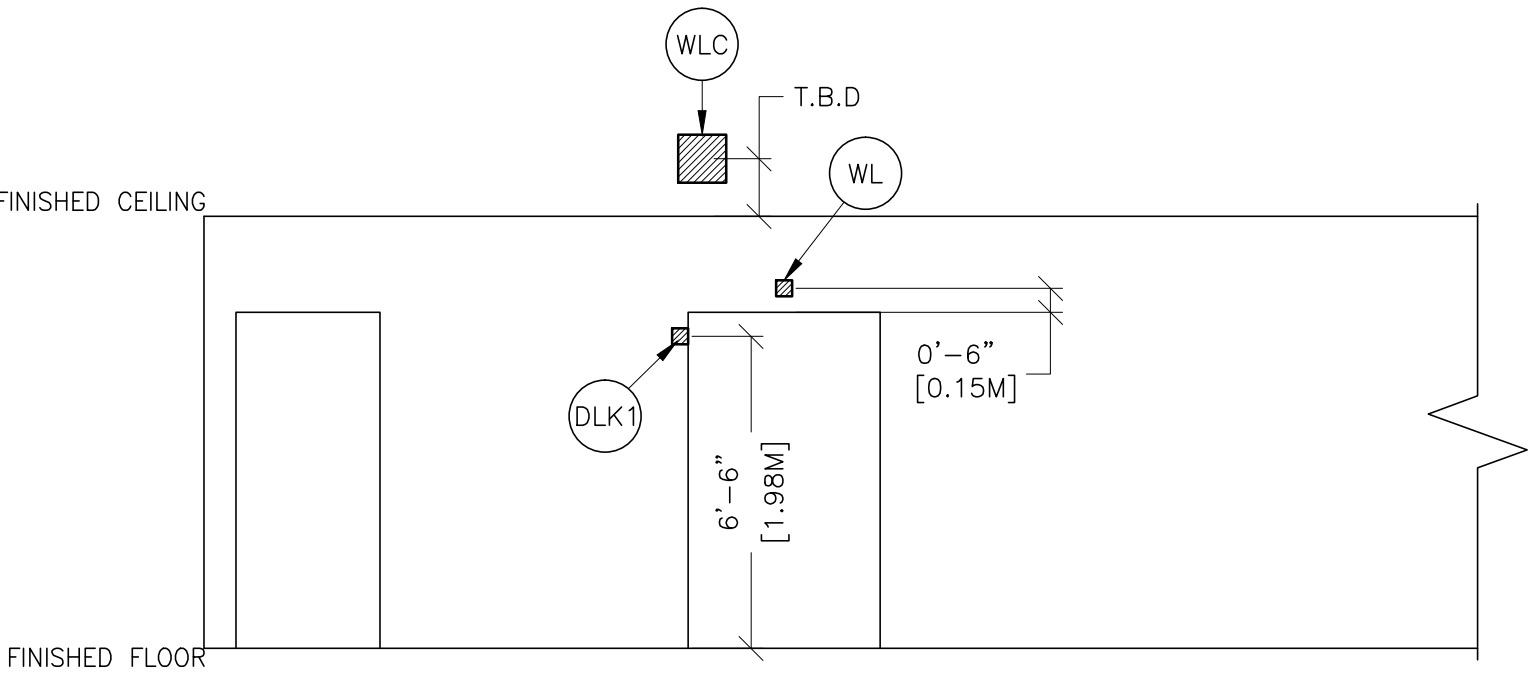 WLC
T.B.D
WL
FINISHED CEILING
0’-6”
[0.15M]
DLK1
6’-6”
[1.98M]
FINISHED FLOOR